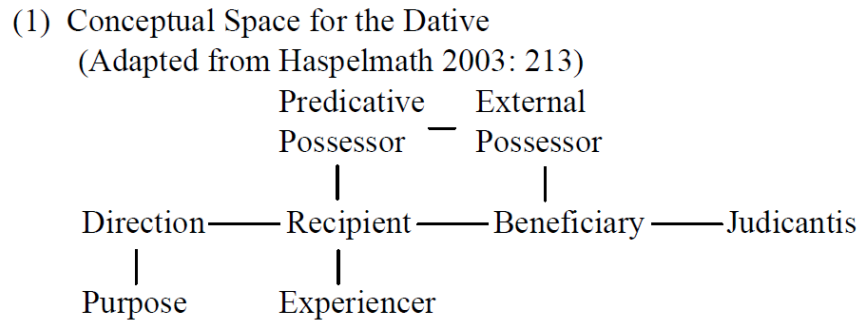 (1) Conceptual Space for the Dative
(Adapted from Haspelmath 2003: 213)
Predicative External
Possessor Possessor
Direction Recipient Beneficiary Judicantis
Purpose Experiencer